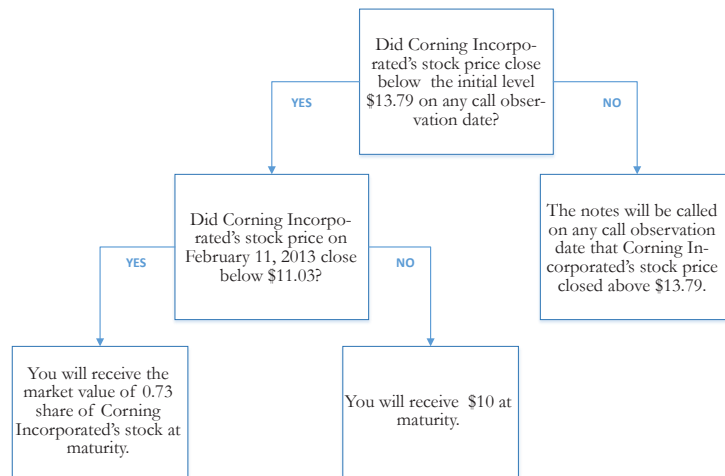 Did Corning Incorpo-
rated's stock price close
below the initial level
$13.79 on any call obser-
vation date?
YES
NO
Did Corning Incorpo-
rated's stock price on
February 11, 2013 close
below $11.03?
The notes will be called
on any call observation
date that Corning In-
corporated's stock price
closed above $13.79.
YES
NO
You will receive the
market value of 0.73
share of Corning
Incorporated's stock at
maturity.
You will receive $10 at
maturity.